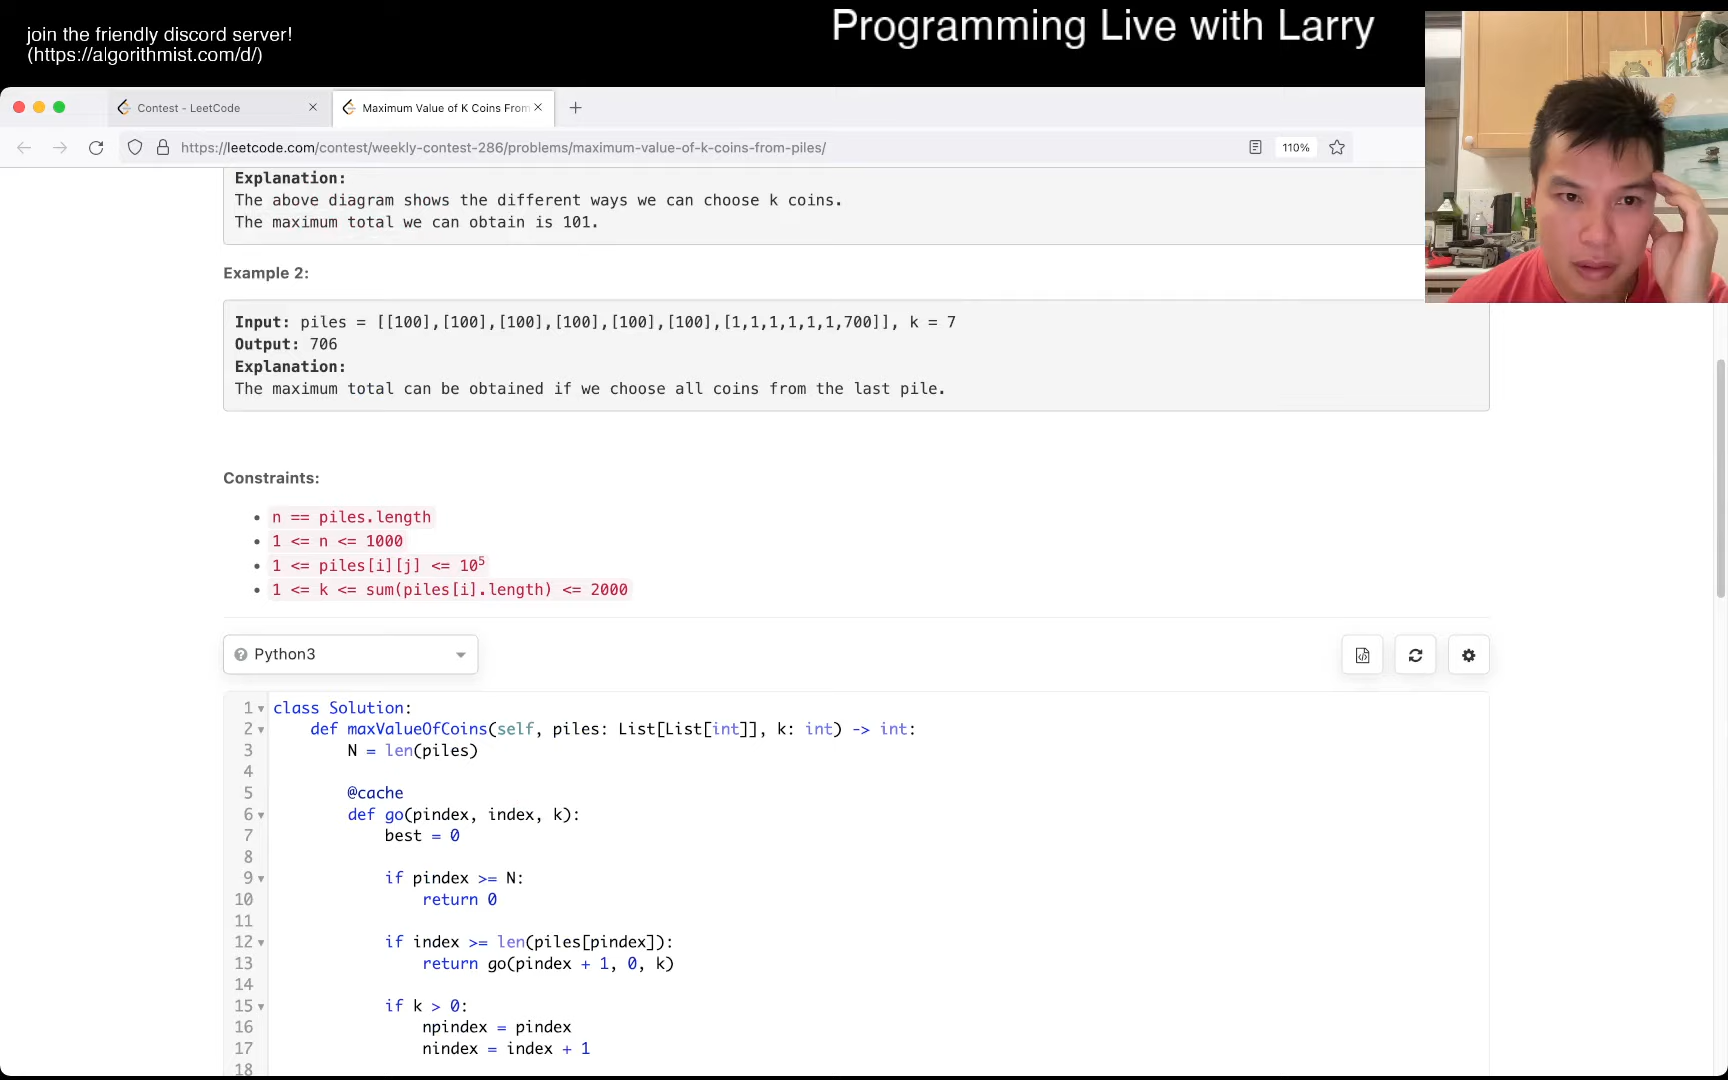 join the friendly discord server!
(https://algorithmist.com/d/)
Programming Live with Larry
Contest - LeetCode
Maximum Value of K Coins From
https://leetcode.com/contest/weekly-contest-286/problems/maximum-value-of-k-coins-from-piles/
110%
Explanation:
The above diagram shows the different ways we can choose k coins.
The maximum total we can obtain is 101.
Example 2:
Input: piles = [[100],[100],[100],[100],[100],[100],[1,1,1,1,1,1,700]], k = 7
Output: 706
Explanation:
The maximum total can be obtained if we choose all coins from the last pile.
Constraints:
n == piles.length
1 <= n <= 1000
1 <= piles[i][j] <= 10⁵
1 <= k <= sum(piles[i].length) <= 2000
Python3
1 class Solution:
2 def maxValueOfCoins(self, piles: List[List[int]], k: int) -> int:
3 N = len(piles)
4
5 @cache
6 def go(pindex, index, k):
7 best = 0
8
9 if pindex >= N:
10 return 0
11
12 if index >= len(piles[pindex]):
13 return go(pindex + 1, 0, k)
14
15 if k > 0:
16 npindex = pindex
17 nindex = index + 1
18